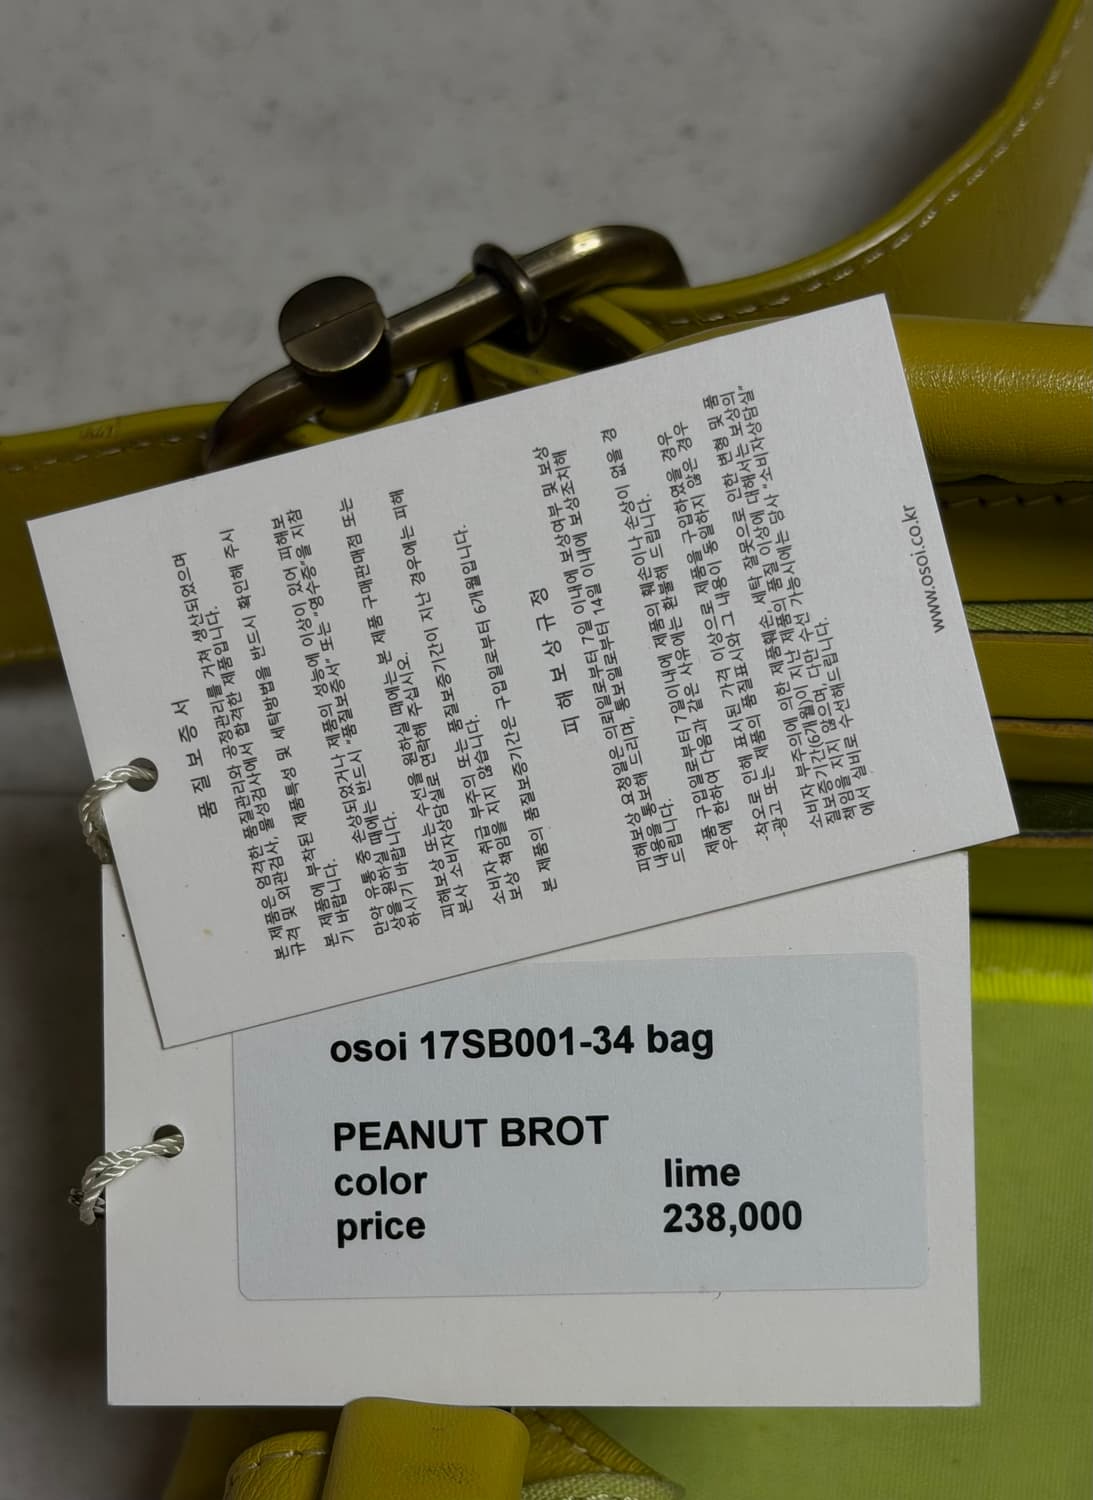 품 질 보 증 서
본 제품은 엄격한 품질관리와 공정관리를 거쳐 생산되었으며
규격 및 외관검사, 물성검사에서 합격한 제품입니다.
본 제품에 부착된 제품특성 및 세탁방법을 반드시 확인해 주시
기 바랍니다.
만약 유통 중 손상되었거나 제품의 성능에 이상이 있어 피해보
상을 원하실 때에는 반드시 "품질보증서" 또는 "영수증"을 지참
하시기 바랍니다.
피해보상 또는 수선을 원하실 때에는 본 제품 구매판매점 또는
본사 소비자상담실로 연락해 주십시오.
소비자 취급 부주의 또는 품질보증기간이 지난 경우에는 피해
보상 책임을 지지 않습니다.
본 제품의 품질보증기간은 구입일로부터 6개월입니다.
피 해 보 상 규 정
피해보상 요청일은 의뢰일로부터 7일 이내에 보상여부 및 보상
내용을 통보해 드리며, 통보일로부터 14일 이내에 보상조치해
드립니다.
제품 구입일로부터 7일이내에 제품의 훼손이나 손상이 없을 경
우에 한하여 다음과 같은 사유에는 환불해 드립니다.
-착오로 인해 표시된 가격 이상으로 제품을 구입하였을 경우
-광고 또는 제품의 품질표시와 그 내용이 동일하지 않은 경우
소비자 부주의에 의한 제품훼손, 세탁 잘못으로 인한 변형 및 품
질보증기간(6개월)이 지난 제품의 품질 이상에 대해서는 보상의
책임을 지지 않으며, 다만 수선 가능시에는 당사 "소비자상담실"
에서 실비로 수선해드립니다.
www.osoi.co.kr
osoi 17SB001-34 bag
PEANUT BROT
color lime
price 238,000